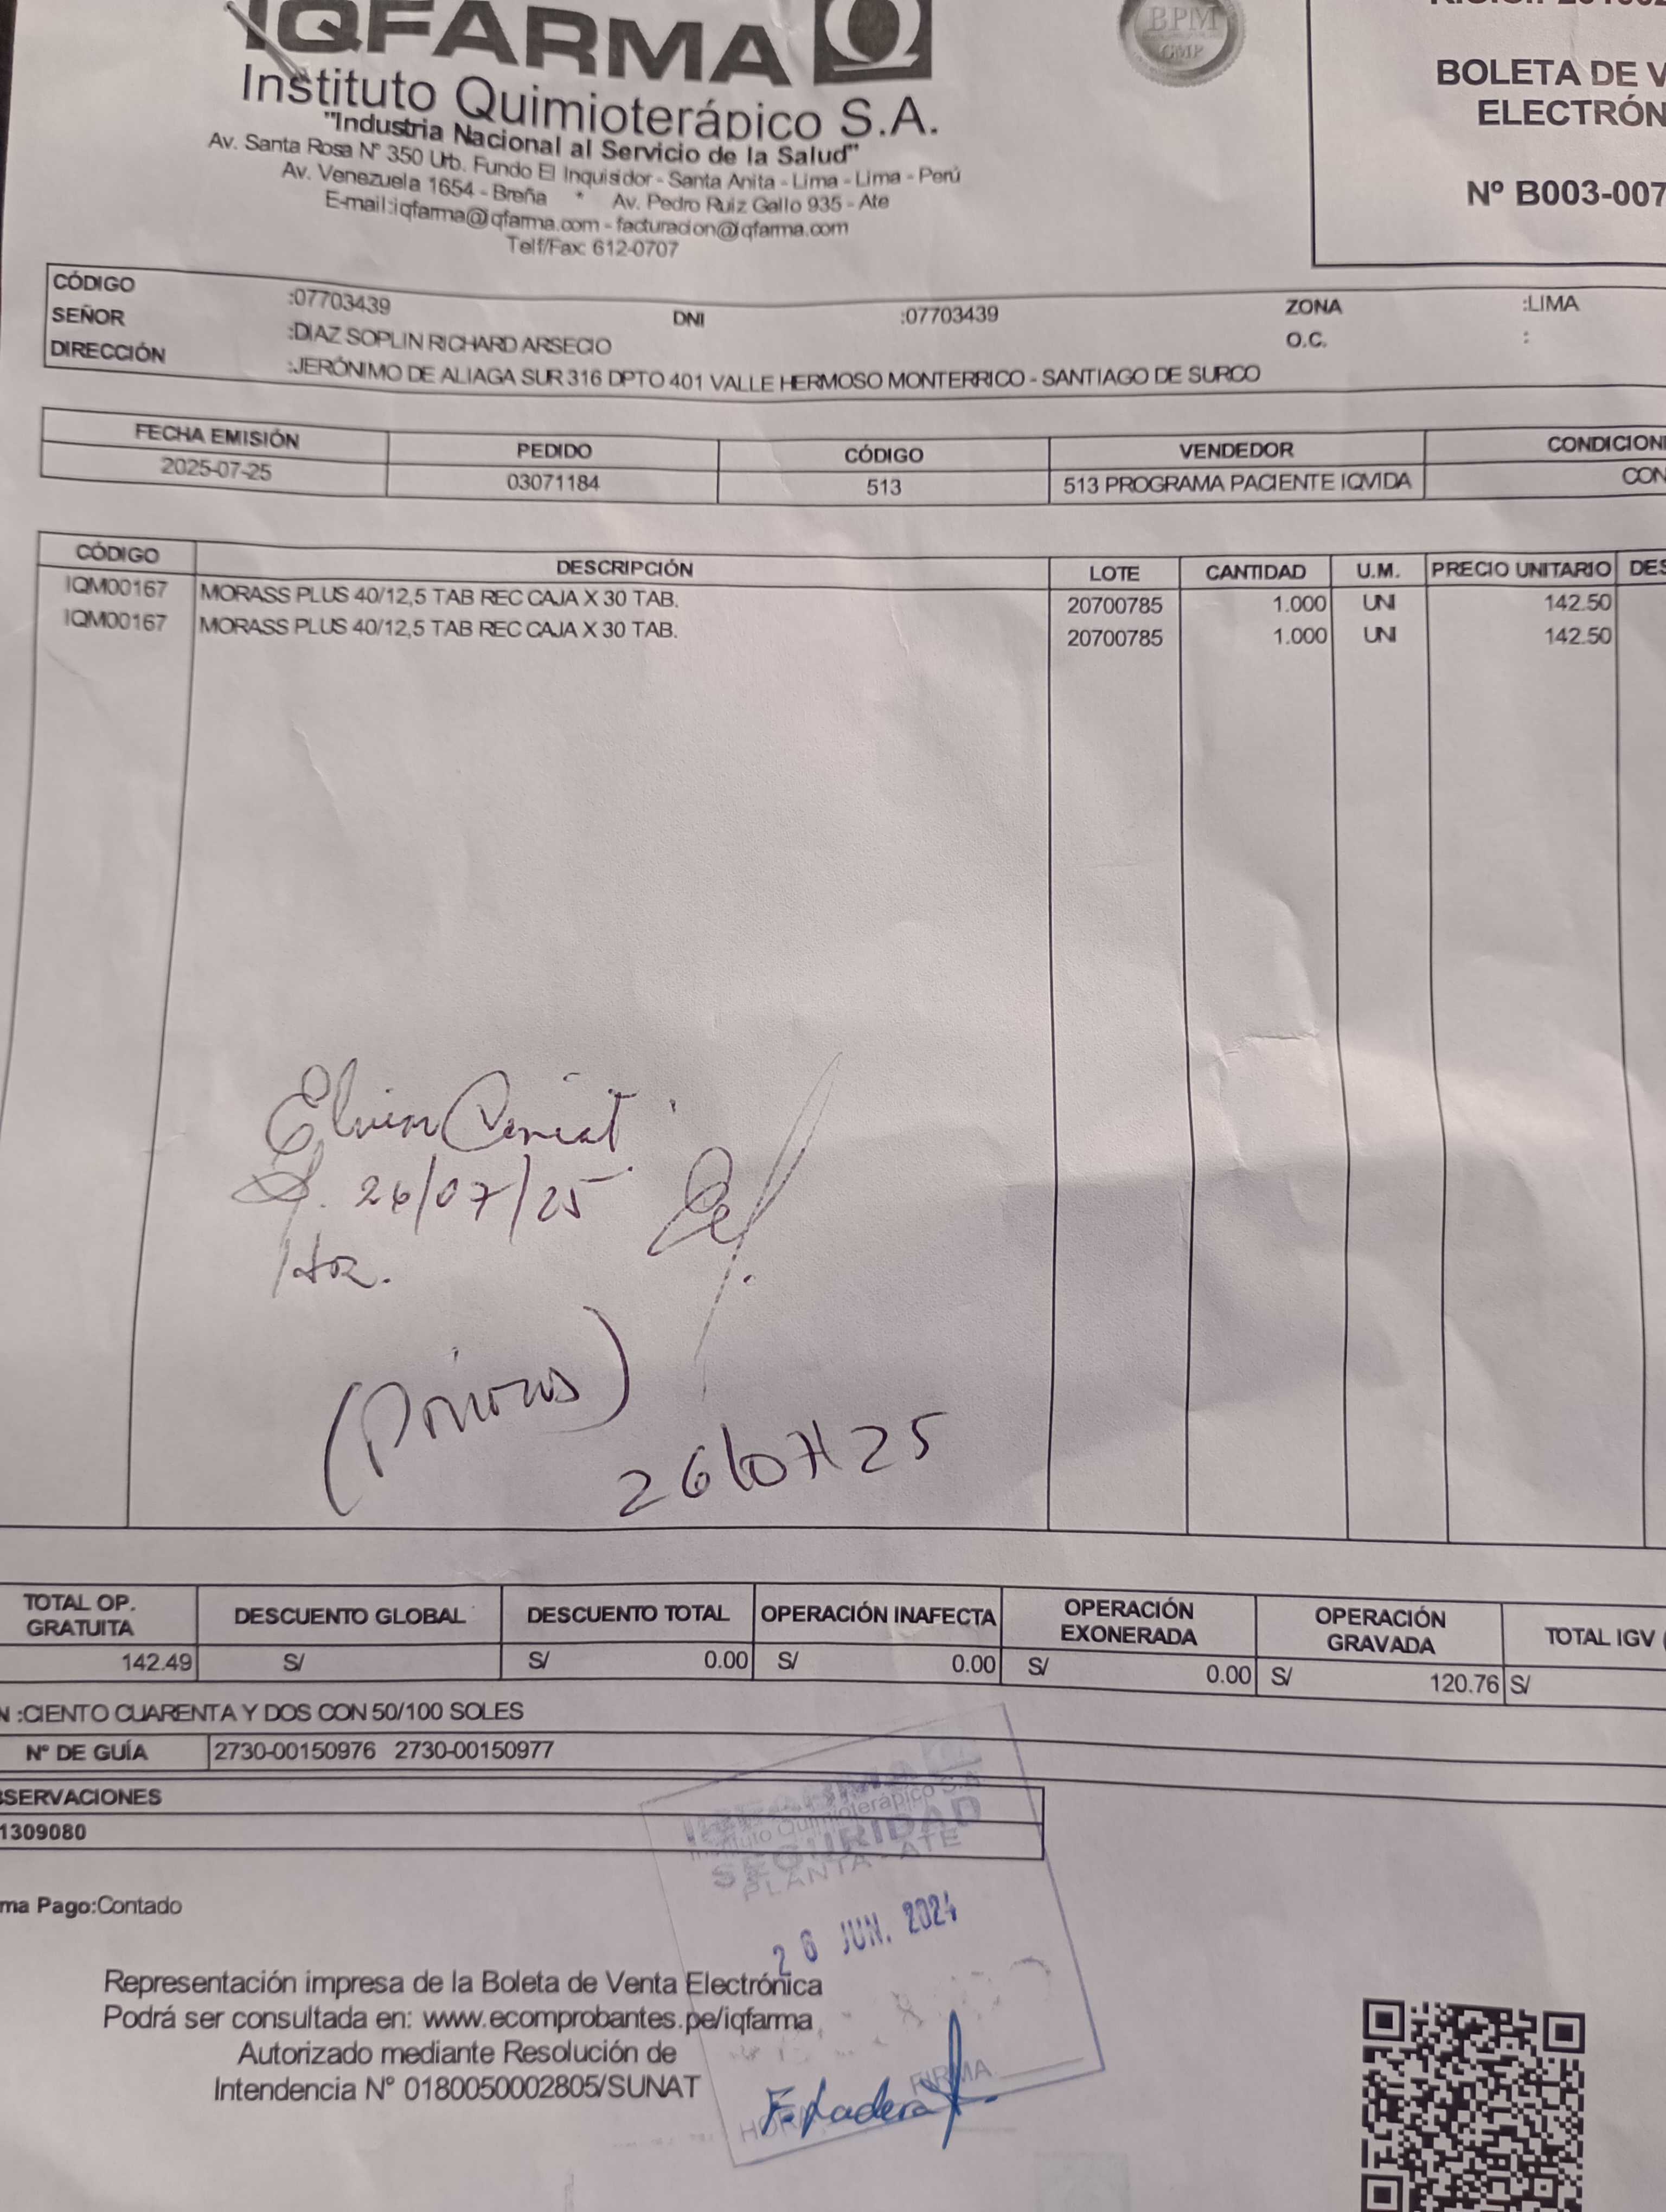 IQFARMA
Instituto Quimioterápico S.A.
"Industria Nacional al Servicio de la Salud"
Av. Santa Rosa Nº 350 Urb. Fundo El Inquisidor - Santa Anita - Lima - Lima - Perú
Av. Venezuela 1654 - Breña * Av. Pedro Ruiz Gallo 935 - Ate
E-mail:iqfarma@iqfarma.com - facturacion@iqfarma.com
Telf/Fax: 612-0707
BPM
GMP
BOLETA DE V
ELECTRÓN
Nº B003-007
CÓDIGO :07703439 DNI :07703439 ZONA :LIMA
SEÑOR :DIAZ SOPLIN RICHARD ARSECIO O.C. :
DIRECCIÓN :JERÓNIMO DE ALIAGA SUR 316 DPTO 401 VALLE HERMOSO MONTERRICO - SANTIAGO DE SURCO
FECHA EMISIÓN PEDIDO CÓDIGO VENDEDOR CONDICION
2025-07-25 03071184 513 513 PROGRAMA PACIENTE IQVIDA CON
CÓDIGO DESCRIPCIÓN LOTE CANTIDAD U.M. PRECIO UNITARIO DES
IQM00167 MORASS PLUS 40/12,5 TAB REC CAJA X 30 TAB. 20700785 1.000 UNI 142.50
IQM00167 MORASS PLUS 40/12,5 TAB REC CAJA X 30 TAB. 20700785 1.000 UNI 142.50
Elvin
26/07/25
26/07/25
TOTAL OP. GRATUITA DESCUENTO GLOBAL DESCUENTO TOTAL OPERACIÓN INAFECTA OPERACIÓN EXONERADA OPERACIÓN GRAVADA TOTAL IGV (
142.49 S/ S/ 0.00 S/ 0.00 S/ 0.00 S/ 120.76 S/
N :CIENTO CUARENTA Y DOS CON 50/100 SOLES
Nº DE GUÍA 2730-00150976 2730-00150977
SERVACIONES
1309080
ma Pago:Contado
IQFARMA
Instituto Quimioterápico S.A.
SEGURIDAD
PLANTA - ATE
26 JUN. 2024
HORA FIRMA
F. Ladera
Representación impresa de la Boleta de Venta Electrónica
Podrá ser consultada en: www.ecomprobantes.pe/iqfarma
Autorizado mediante Resolución de
Intendencia N° 0180050002805/SUNAT